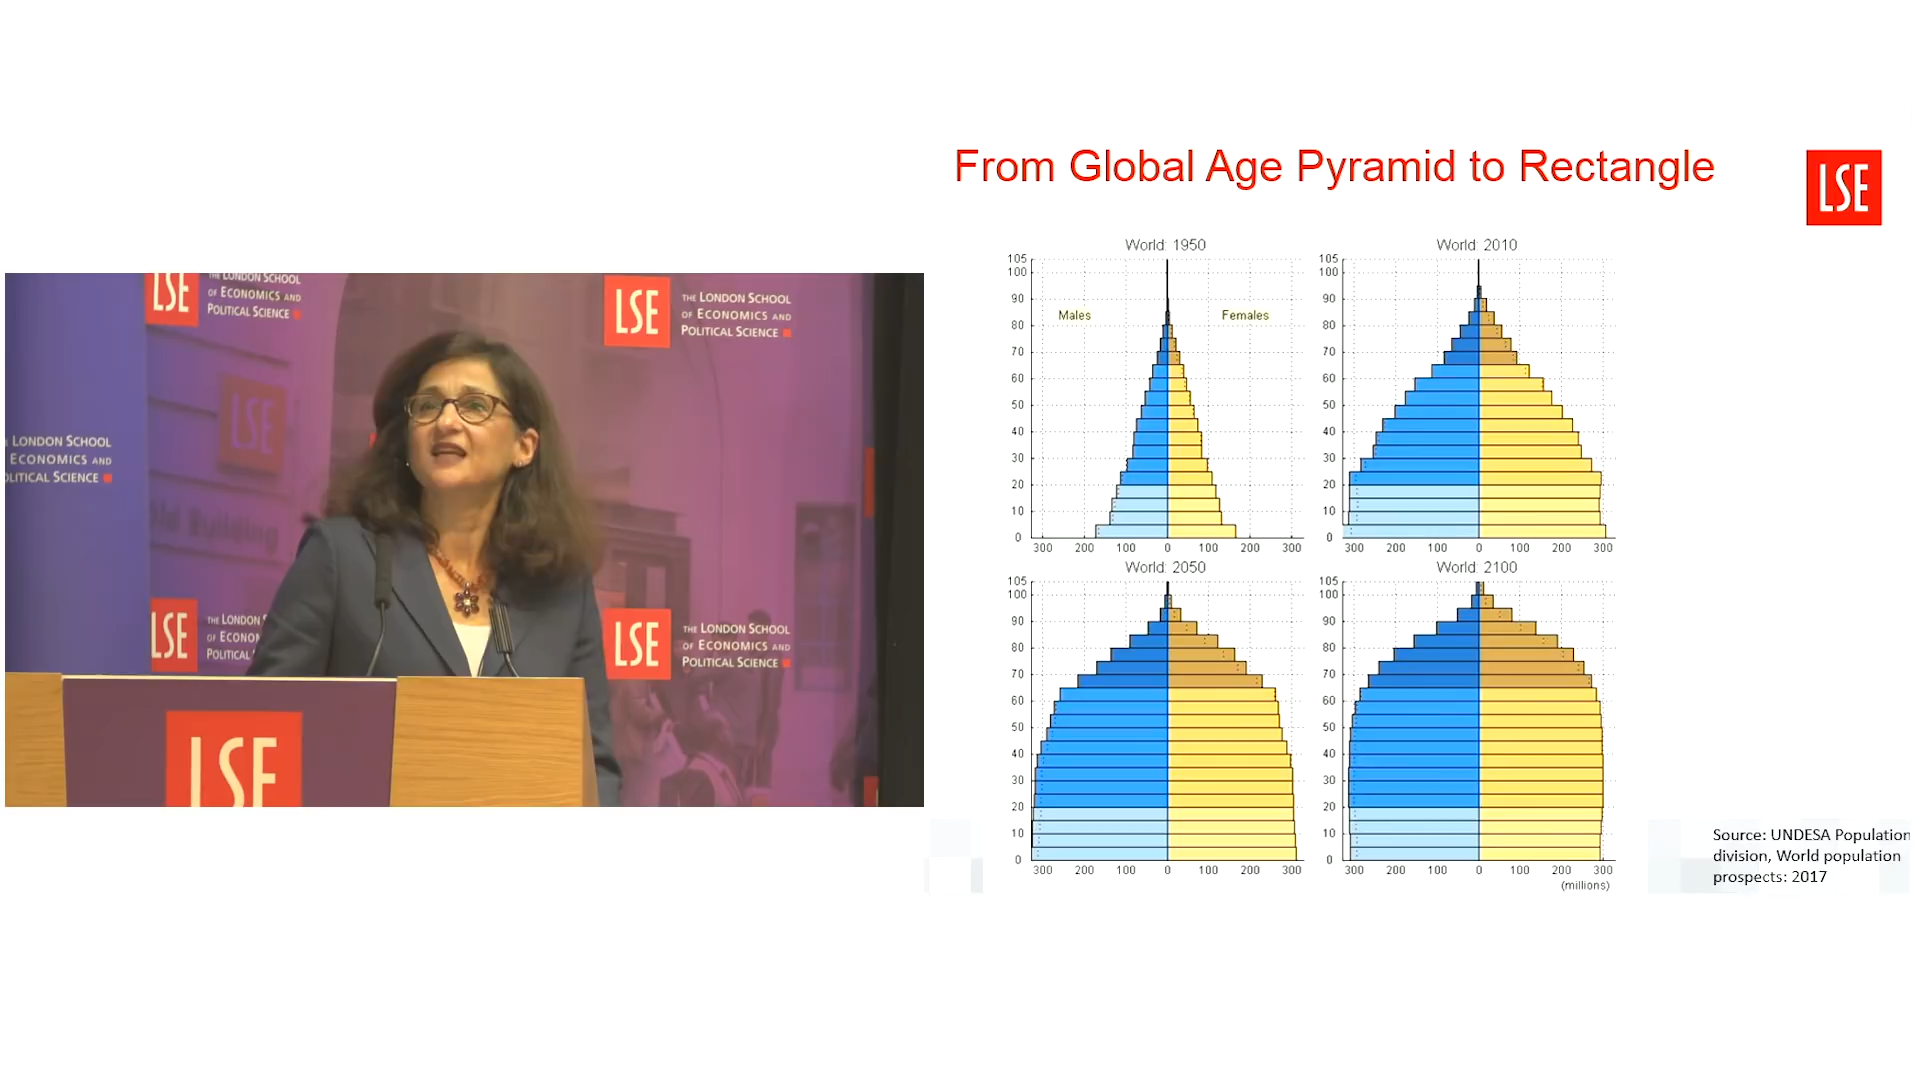 From Global Age Pyramid to Rectangle
LSE
World: 1950
105
100
90
80
70
60
50
40
30
20
10
0
Males
Females
300 200 100 0 100 200 300
World: 2010
105
100
90
80
70
60
50
40
30
20
10
0
300 200 100 0 100 200 300
World: 2050
105
100
90
80
70
60
50
40
30
20
10
0
300 200 100 0 100 200 300
World: 2100
105
100
90
80
70
60
50
40
30
20
10
0
300 200 100 0 100 200 300
(millions)
Source: UNDESA Population
division, World population
prospects: 2017
LSE
THE LONDON SCHOOL
OF ECONOMICS AND
POLITICAL SCIENCE
LSE
THE LONDON SCHOOL
OF ECONOMICS AND
POLITICAL SCIENCE
LSE
LONDON SCHOOL
ECONOMICS AND
SCIENCE
Building
LSE
THE LONDON
OF
POLITICAL
LSE
THE LONDON SCHOOL
OF ECONOMICS AND
POLITICAL SCIENCE
LSE